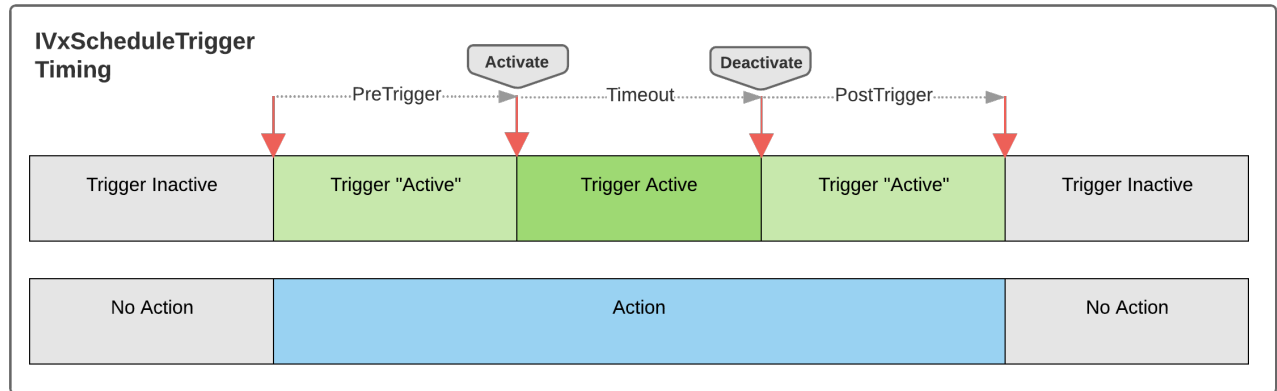 IVxScheduleTrigger
Timing
Activate
Deactivate
PreTrigger
Timeout
PostTrigger
Trigger Inactive
Trigger "Active"
Trigger Active
Trigger "Active"
Trigger Inactive
No Action
Action
No Action